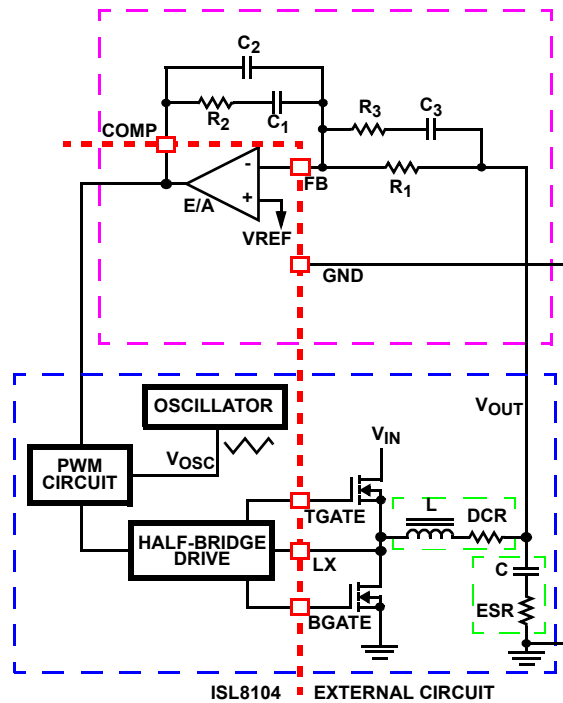 C2
R2
C1
R3
C3
COMP
-
+
E/A
FB
R1
VREF
GND
OSCILLATOR
VOSC
PWM
CIRCUIT
VOUT
VIN
TGATE
L
DCR
HALF-BRIDGE
DRIVE
LX
C
ESR
BGATE
ISL8104
EXTERNAL CIRCUIT